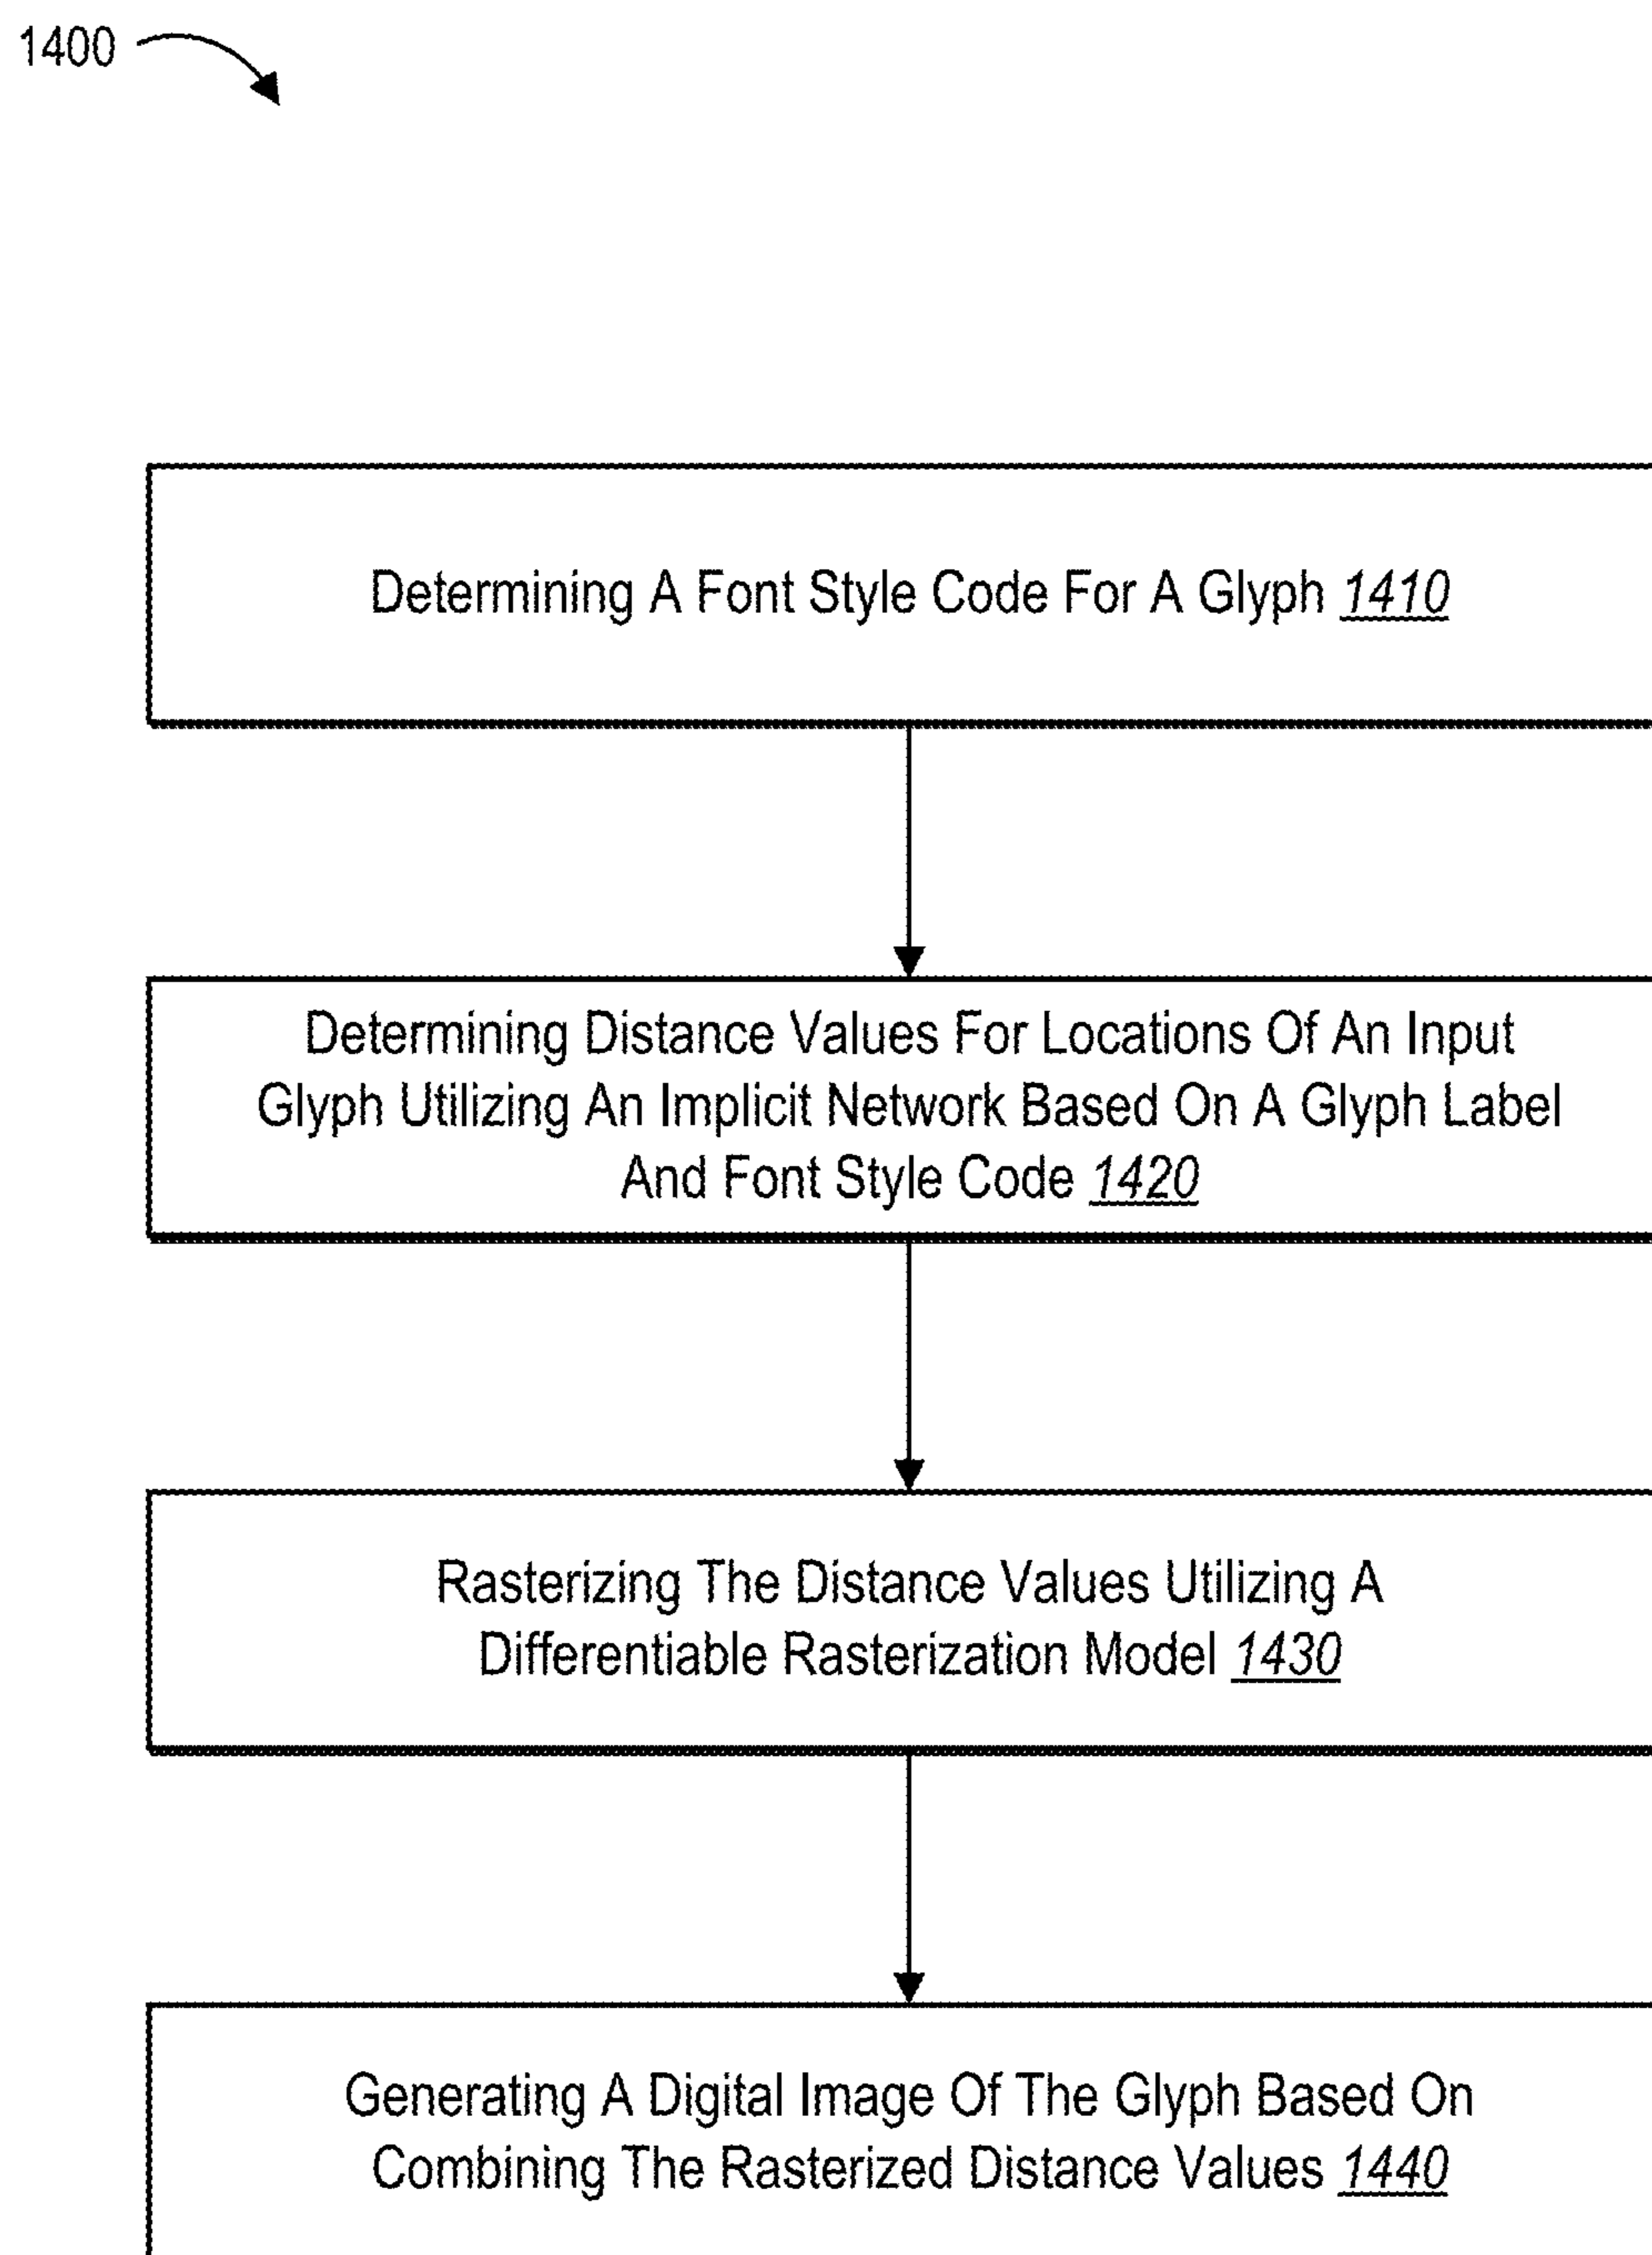 1400
Determining A Font Style Code For A Glyph 1410
Determining Distance Values For Locations Of An Input
Glyph Utilizing An Implicit Network Based On A Glyph Label
And Font Style Code 1420
Rasterizing The Distance Values Utilizing A
Differentiable Rasterization Model 1430
Generating A Digital Image Of The Glyph Based On
Combining The Rasterized Distance Values 1440